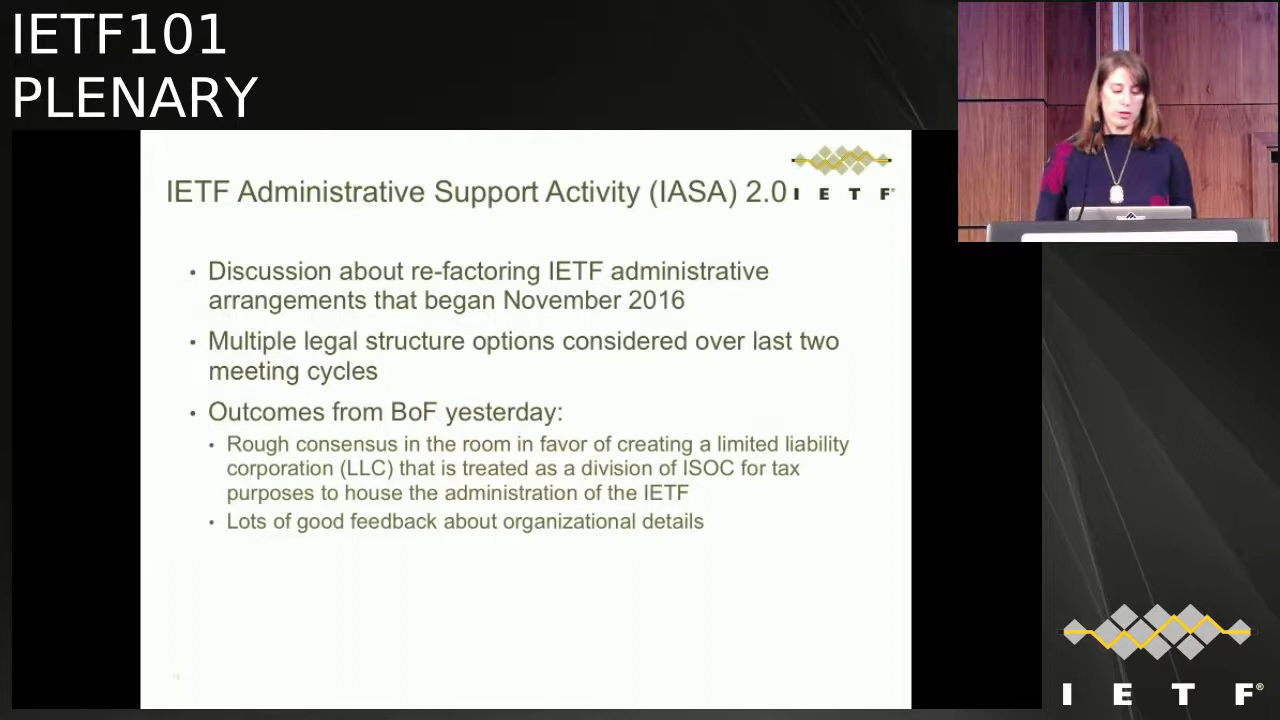 IETF101
PLENARY
IETF Administrative Support Activity (IASA) 2.0
I E T F®
• Discussion about re-factoring IETF administrative
arrangements that began November 2016
• Multiple legal structure options considered over last two
meeting cycles
• Outcomes from BoF yesterday:
• Rough consensus in the room in favor of creating a limited liability
corporation (LLC) that is treated as a division of ISOC for tax
purposes to house the administration of the IETF
• Lots of good feedback about organizational details
I E T F®